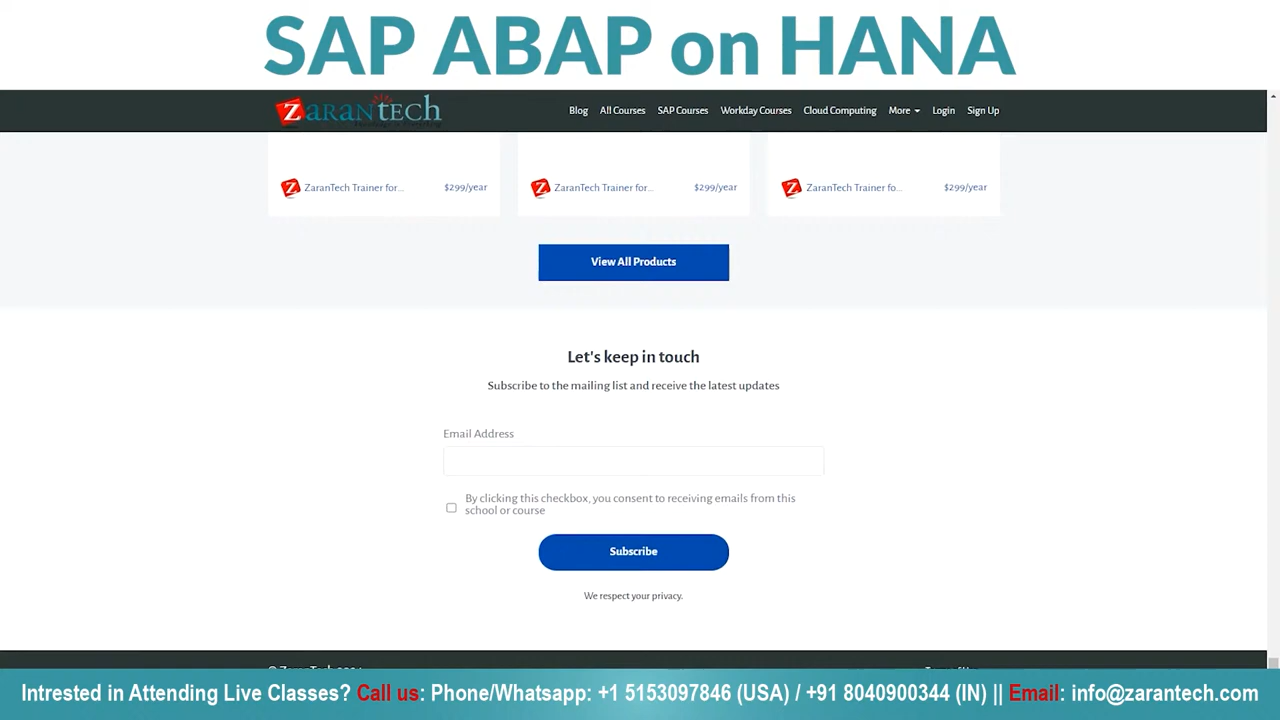 SAP ABAP on HANA
ZaranTech
Blog All Courses SAP Courses Workday Courses Cloud Computing More Login Sign Up
ZaranTech Trainer for... $299/year ZaranTech Trainer for... $299/year ZaranTech Trainer fo... $299/year
View All Products
Let's keep in touch
Subscribe to the mailing list and receive the latest updates
Email Address
By clicking this checkbox, you consent to receiving emails from this
school or course
Subscribe
We respect your privacy.
Intrested in Attending Live Classes? Call us: Phone/Whatsapp: +1 5153097846 (USA) / +91 8040900344 (IN) || Email: info@zarantech.com